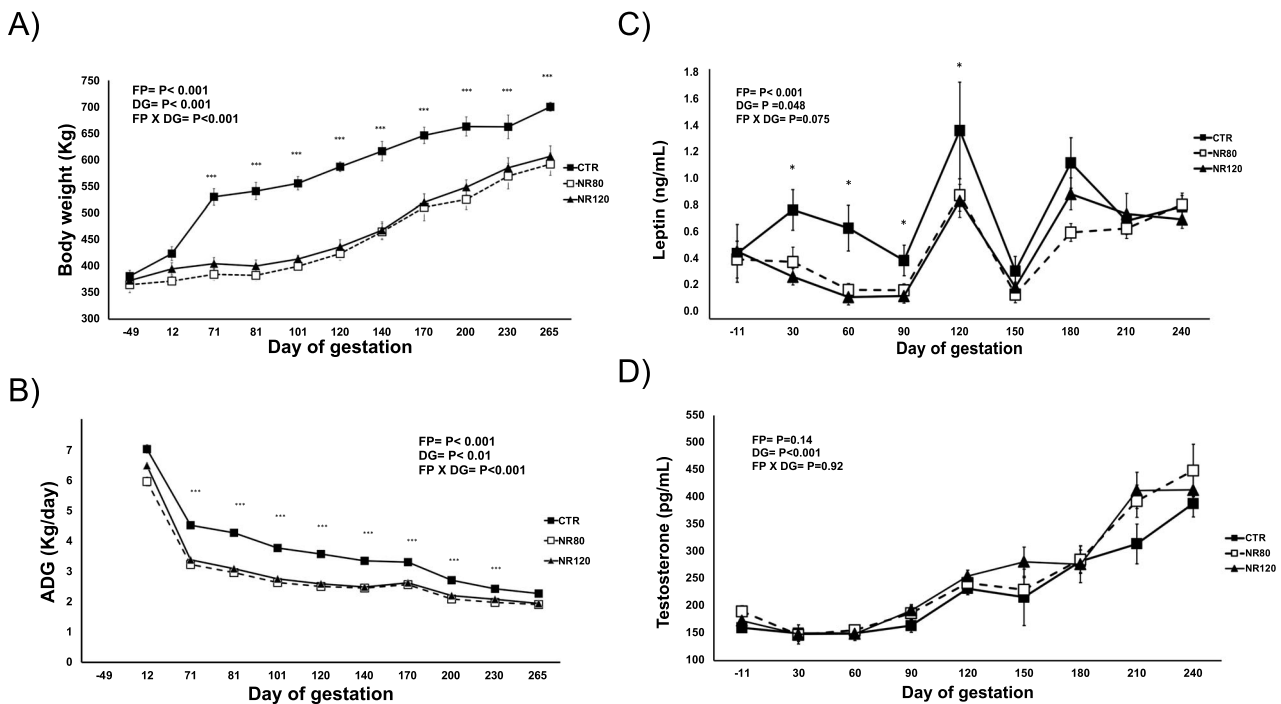 A)
Body weight (Kg)
750
700
650
600
550
500
450
400
350
300
FP= P< 0.001
DG= P< 0.001
FP X DG= P<0.001
***
***
***
***
***
***
***
***
***
CTR
NR80
NR120
-49 12 71 81 101 120 140 170 200 230 265
Day of gestation
B)
ADG (Kg/day)
7
6
5
4
3
2
1
0
FP= P< 0.001
DG= P< 0.01
FP X DG= P<0.001
***
***
***
***
***
***
***
***
CTR
NR80
NR120
-49 12 71 81 101 120 140 170 200 230 265
Day of gestation
C)
Leptin (ng/mL)
1.8
1.6
1.4
1.2
1.0
0.8
0.6
0.4
0.2
0.0
FP= P< 0.001
DG= P =0.048
FP X DG= P=0.075
*
*
*
*
CTR
NR80
NR120
-11 30 60 90 120 150 180 210 240
Day of gestation
D)
Testosterone (pg/mL)
550
500
450
400
350
300
250
200
150
100
FP= P=0.14
DG= P<0.001
FP X DG= P=0.92
CTR
NR80
NR120
-11 30 60 90 120 150 180 210 240
Day of gestation